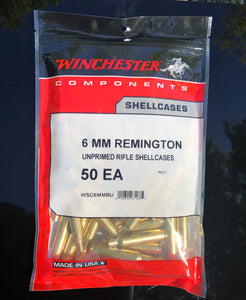 WINCHESTER
COMPONENTS
SHELLCASES
6 MM REMINGTON
UNPRIMED RIFLE SHELLCASES
50 EA
WSC6MMRU
MADE IN USA